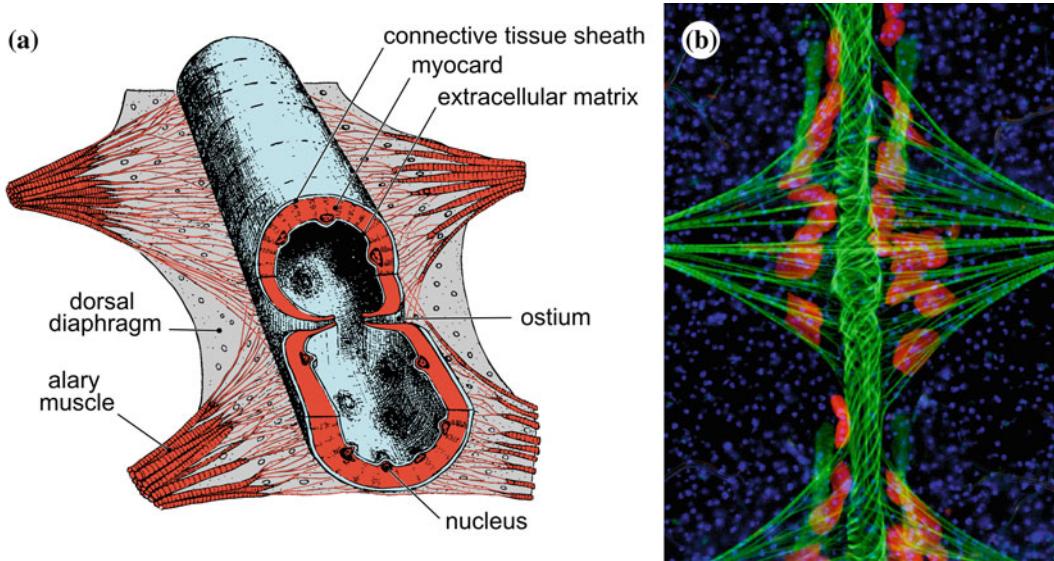 (a)
connective tissue sheath
myocard
extracellular matrix
dorsal
diaphragm
ostium
alary
muscle
nucleus
(b)